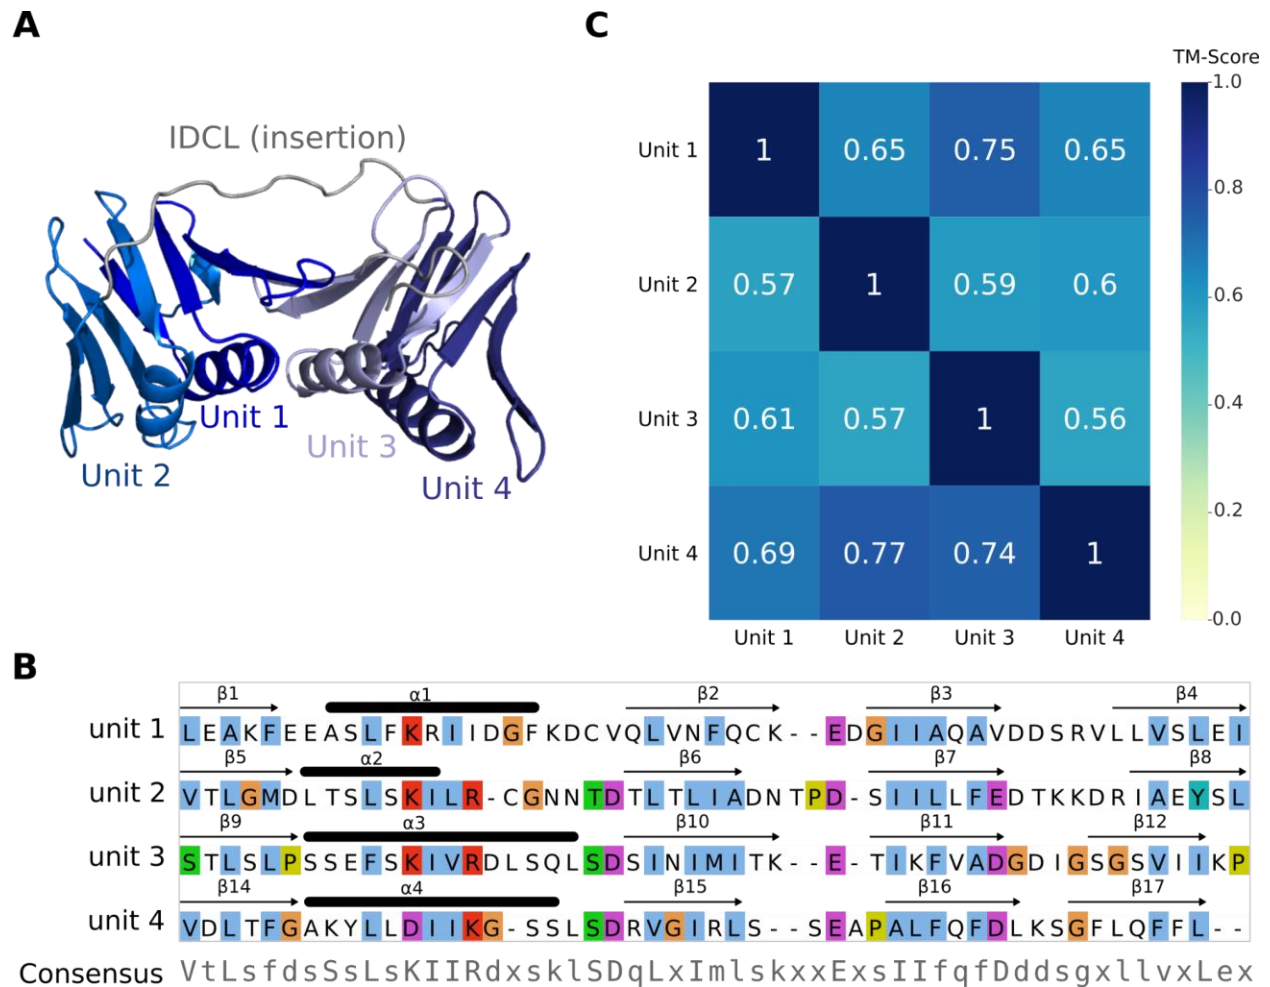 A
C
IDCL (insertion)
Unit 1
Unit 2
Unit 3
Unit 4
TM-Score
1.0
0.8
0.6
0.4
0.2
0.0
Unit 1 1 0.65 0.75 0.65
Unit 2 0.57 1 0.59 0.6
Unit 3 0.61 0.57 1 0.56
Unit 4 0.69 0.77 0.74 1
Unit 1 Unit 2 Unit 3 Unit 4
B
β1 α1 β2 β3 β4
unit 1 LEAKFEEASLFKRIIDGFKDCVQLVNFQCK--EDGIIAQAVDDSRVLLVSLEI
β5 α2 β6 β7 β8
unit 2 VTLGMDLTSLSKILR-CGNNTDTLTLIADNTPD-SIILLFEDTKKDRIAEYSL
β9 α3 β10 β11 β12
unit 3 STLSLPSSEFSKIVRDLSQLSDSINIMITK--E-TIKFVADGDIGSGSVIIKP
β14 α4 β15 β16 β17
unit 4 VDLTFGAKYLLDIIKG-SSLSDRVGIRLS--SEAPALFQFDLKSGFLQFFL--
Consensus VtLsfdsSsLsKIIRdxsklSDqLxImlskxxExsIIfqfDddsgxllvxLex